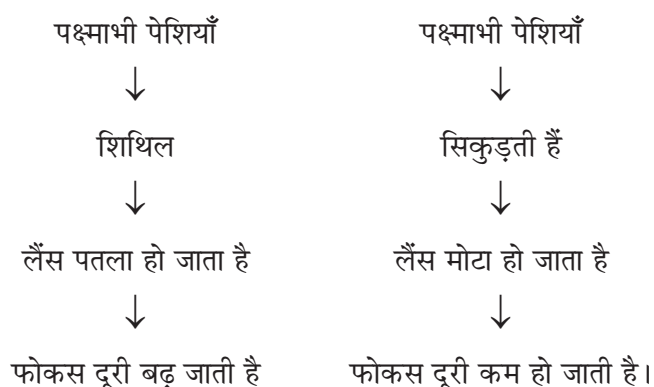 पक्ष्माभी पेशियाँ पक्ष्माभी पेशियाँ
↓ ↓
शिथिल सिकुड़ती हैं
↓ ↓
लैंस पतला हो जाता है लैंस मोटा हो जाता है
↓ ↓
फोकस दूरी बढ़ जाती है फोकस दूरी कम हो जाती है।